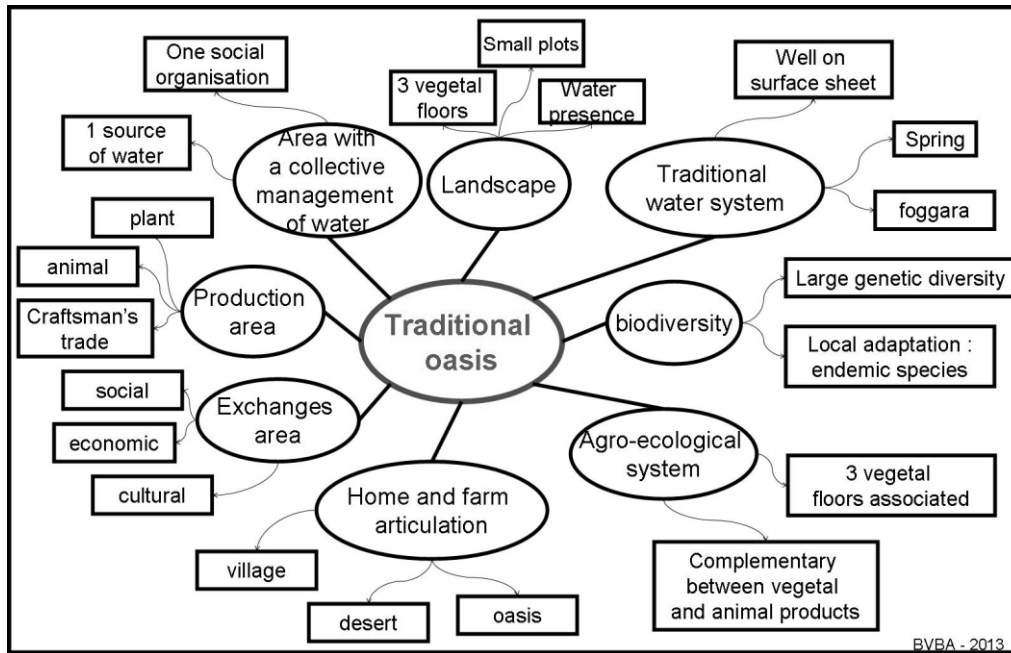 One social
organisation
Small plots
3 vegetal
floors
Water
presence
Well on
surface sheet
1 source
of water
Area with
a collective
management
of water
Landscape
Traditional
water system
Spring
foggara
plant
animal
Craftsman's
trade
Production
area
Traditional
oasis
biodiversity
Large genetic diversity
Local adaptation :
endemic species
social
economic
cultural
Exchanges
area
Home and farm
articulation
village
desert
oasis
Agro-ecological
system
3 vegetal
floors associated
Complementary
between vegetal
and animal products
BVBA - 2013